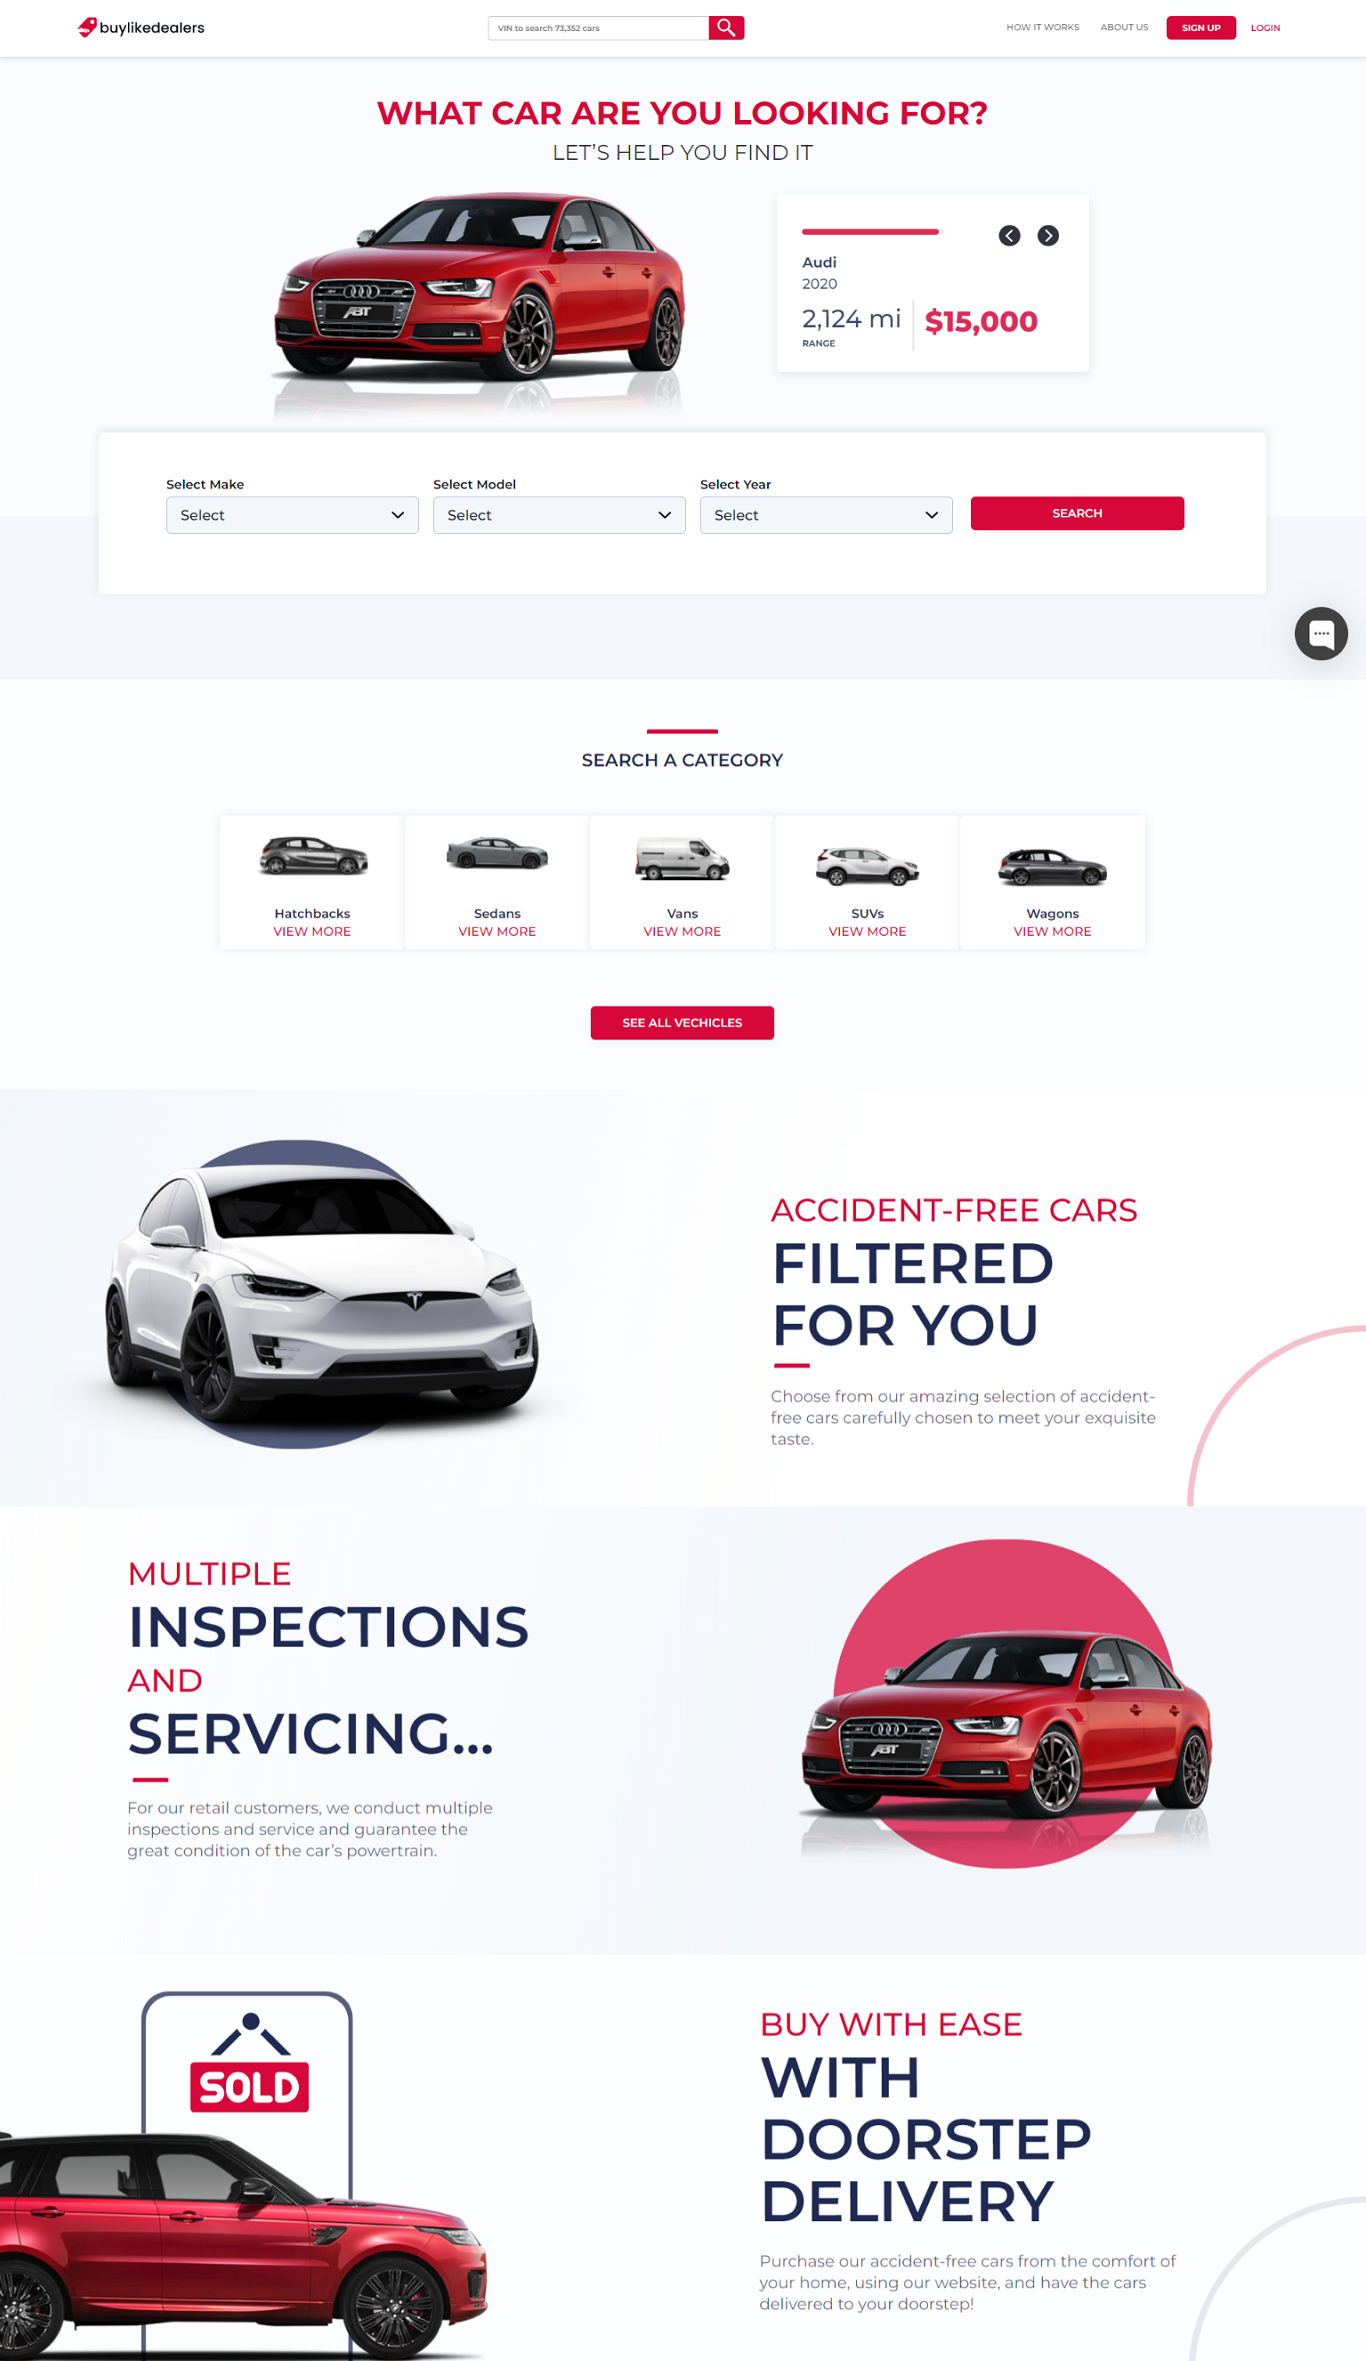 buylikedealers
VIN to search 73,352 cars
HOW IT WORKS
ABOUT US
SIGN UP
LOGIN
WHAT CAR ARE YOU LOOKING FOR?
LET'S HELP YOU FIND IT
ABT
Audi
2020
2,124 mi
RANGE
$15,000
Select Make
Select
Select Model
Select
Select Year
Select
SEARCH
SEARCH A CATEGORY
Hatchbacks
VIEW MORE
Sedans
VIEW MORE
Vans
VIEW MORE
SUVs
VIEW MORE
Wagons
VIEW MORE
SEE ALL VECHICLES
ACCIDENT-FREE CARS
FILTERED
FOR YOU
Choose from our amazing selection of accident-
free cars carefully chosen to meet your exquisite
taste.
MULTIPLE
INSPECTIONS
AND
SERVICING...
For our retail customers, we conduct multiple
inspections and service and guarantee the
great condition of the car's powertrain.
ABT
SOLD
BUY WITH EASE
WITH
DOORSTEP
DELIVERY
Purchase our accident-free cars from the comfort of
your home, using our website, and have the cars
delivered to your doorstep!